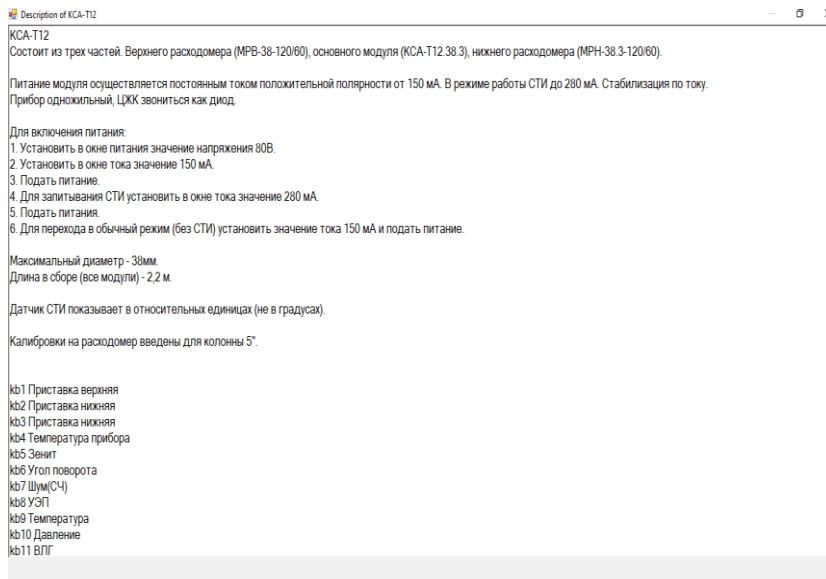 Description of KCA-T12
КСА-Т12
Состоит из трех частей. Верхнего расходомера (МРВ-38-120/60), основного модуля (КСА-Т12.38.3), нижнего расходомера (МРН-38.3-120/60).
Питание модуля осуществляется постоянным током положительной полярности от 150 мА. В режиме работы СТИ до 280 мА. Стабилизация по току.
Прибор одножильный, ЦЖК звониться как диод.
Для включения питания:
1. Установить в окне питания значение напряжения 80В.
2. Установить в окне тока значение 150 мА.
3. Подать питание.
4. Для запитывания СТИ установить в окне тока значение 280 мА.
5. Подать питания.
6. Для перехода в обычный режим (без СТИ) установить значение тока 150 мА и подать питание.
Максимальный диаметр - 38мм.
Длина в сборе (все модули) - 2,2 м.
Датчик СТИ показывает в относительных единицах (не в градусах).
Калибровки на расходомер введены для колонны 5".
kb1 Приставка верхняя
kb2 Приставка нижняя
kb3 Приставка нижняя
kb4 Температура прибора
kb5 Зенит
kb6 Угол поворота
kb7 Шум(СЧ)
kb8 УЭП
kb9 Температура
kb10 Давление
kb11 ВЛГ